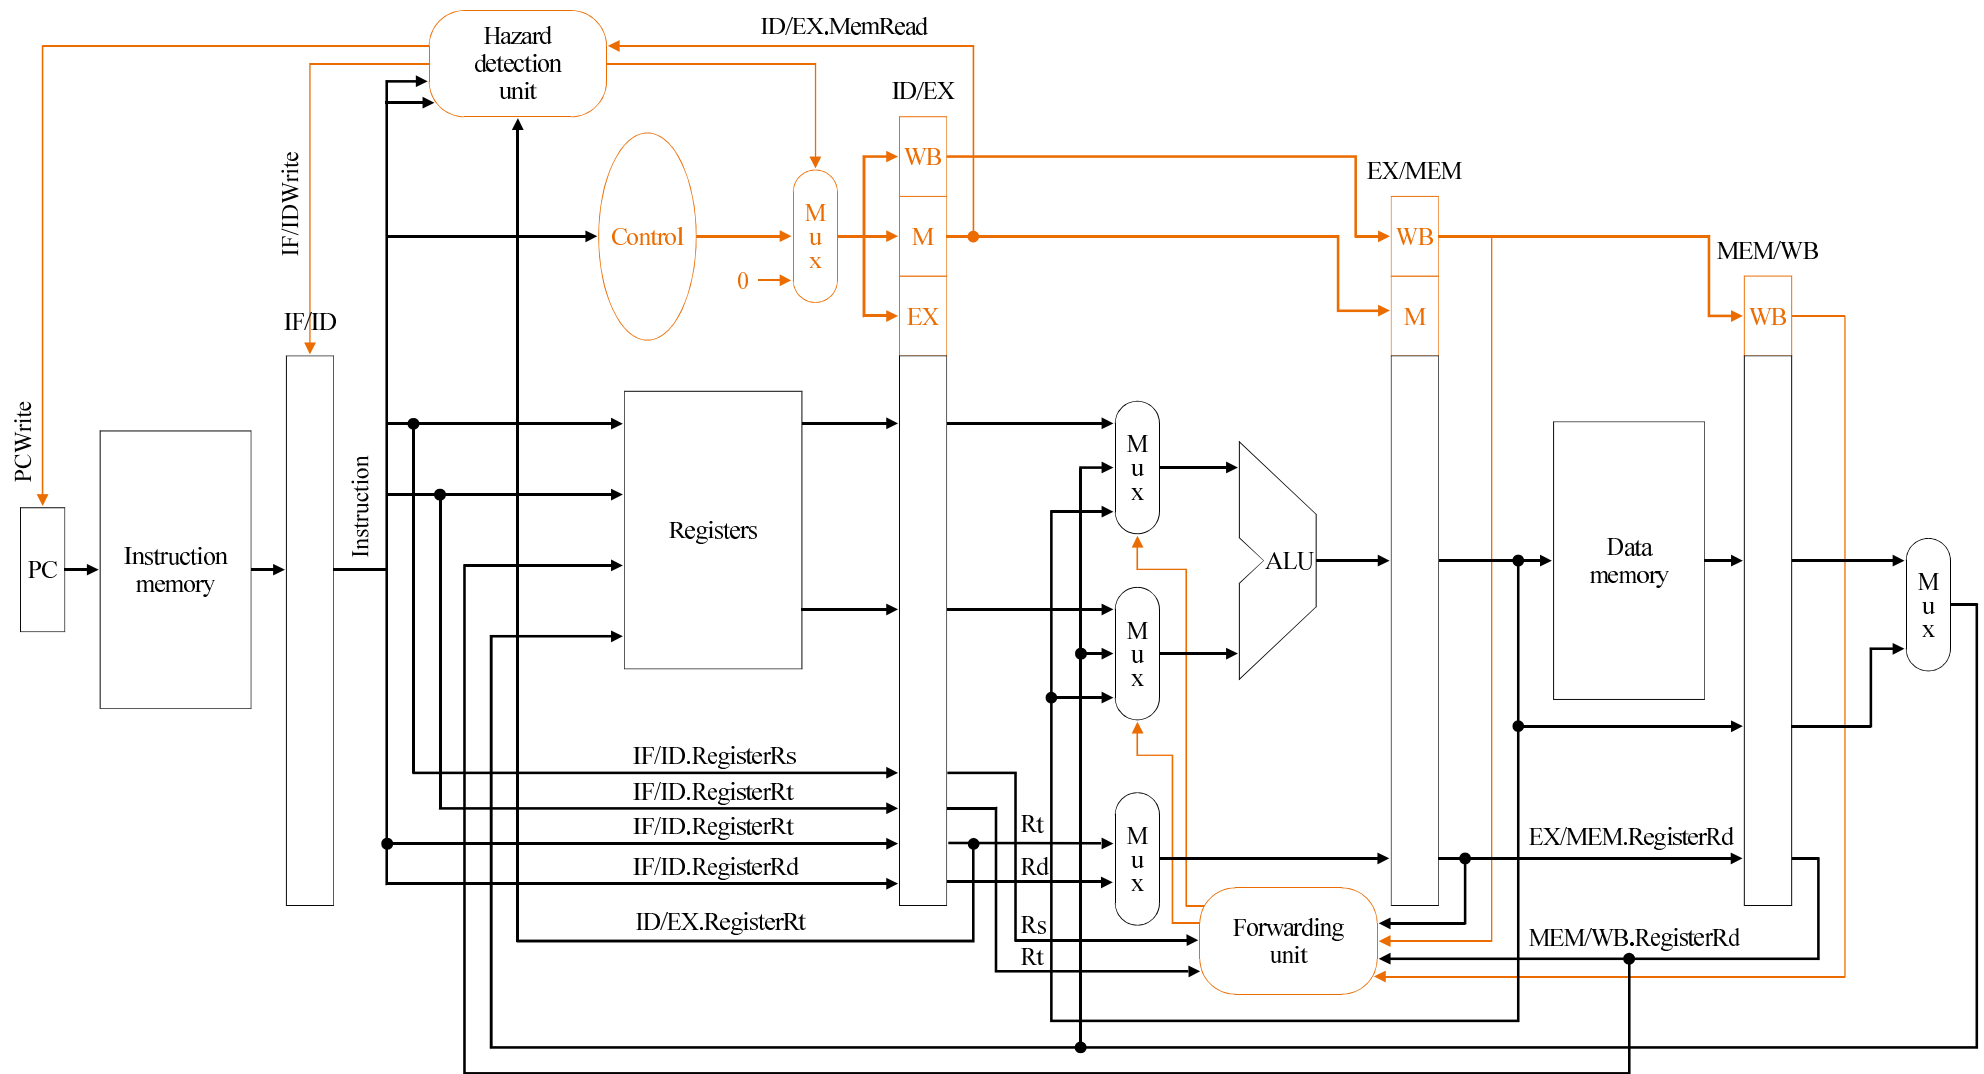 Hazard
detection
unit
ID/EX.MemRead
ID/EX
WB
M
EX
Control
M
u
x
0
EX/MEM
WB
M
MEM/WB
WB
IF/IDWrite
IF/ID
PCWrite
PC
Instruction
memory
Instruction
Registers
M
u
x
M
u
x
ALU
Data
memory
M
u
x
IF/ID.RegisterRs
IF/ID.RegisterRt
IF/ID.RegisterRt
IF/ID.RegisterRd
ID/EX.RegisterRt
Rt
Rd
Rs
Rt
M
u
x
Forwarding
unit
EX/MEM.RegisterRd
MEM/WB.RegisterRd